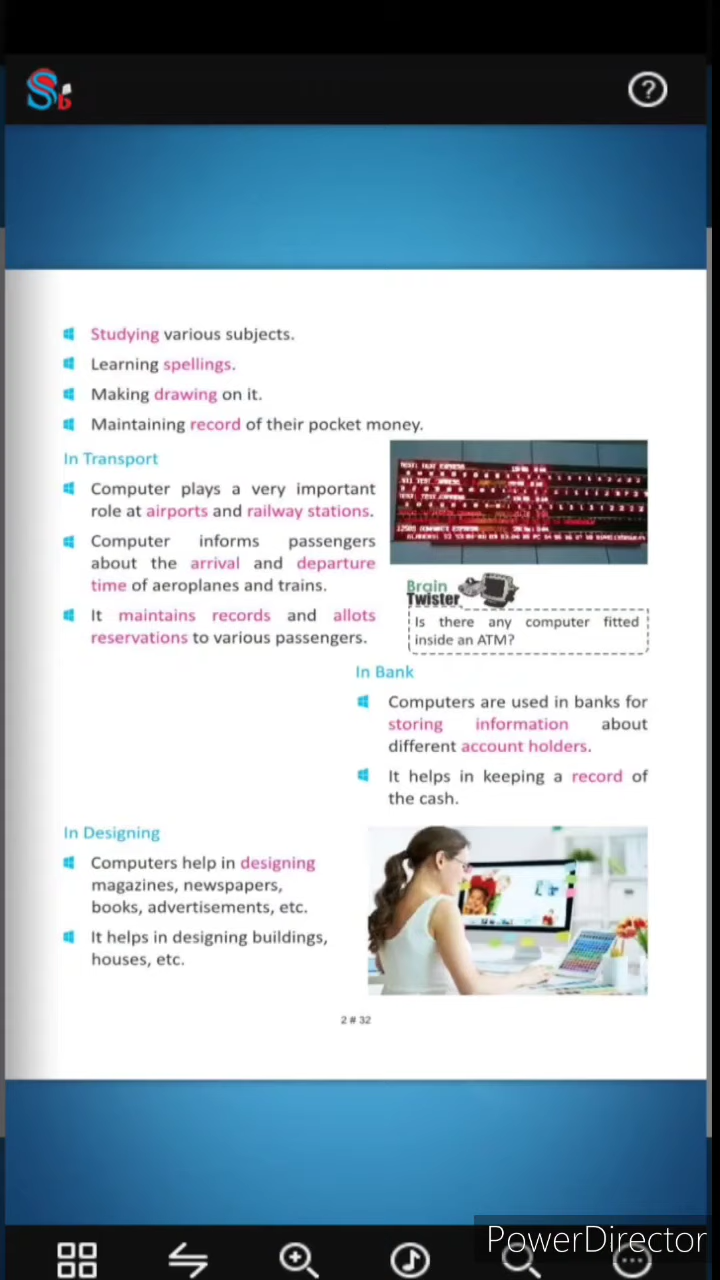 Studying various subjects.
Learning spellings.
Making drawing on it.
Maintaining record of their pocket money.
In Transport
Computer plays a very important
role at airports and railway stations.
Computer informs passengers
about the arrival and departure
time of aeroplanes and trains.
It maintains records and allots
reservations to various passengers.
Brain
Twister
Is there any computer fitted
inside an ATM?
In Bank
Computers are used in banks for
storing information about
different account holders.
It helps in keeping a record of
the cash.
In Designing
Computers help in designing
magazines, newspapers,
books, advertisements, etc.
It helps in designing buildings,
houses, etc.
2 # 32
PowerDirector